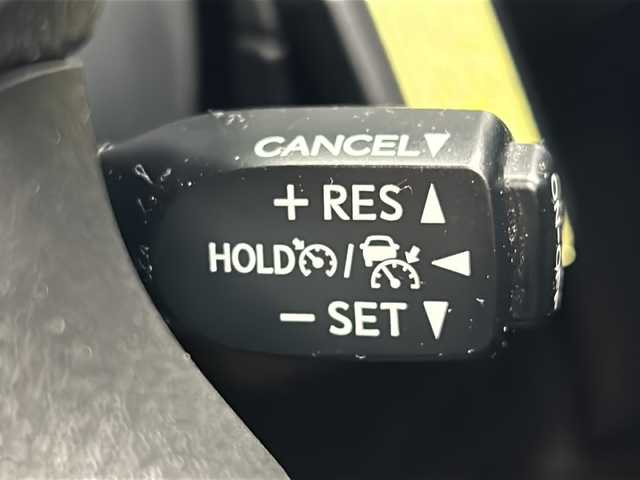 CANCEL▼
+ RES ▲
HOLD / ◀
− SET ▼